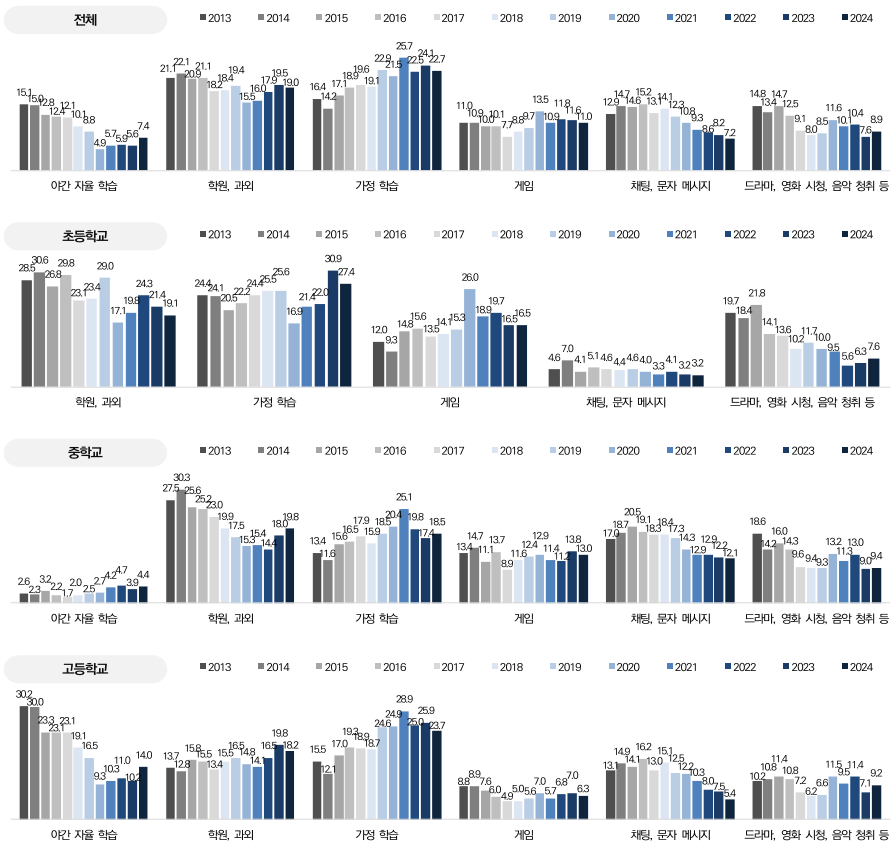 전체
2013 2014 2015 2016 2017 2018 2019 2020 2021 2022 2023 2024
15.1 15.0 12.8 12.4 12.1 10.1 8.8 4.9 5.7 5.9 5.6 7.4
21.1 22.1 20.9 21.1 18.2 18.4 19.4 15.5 16.0 17.9 19.5 19.0
16.4 14.2 17.1 18.9 19.6 19.1 22.9 21.5 25.7 22.5 24.1 22.7
11.0 10.9 10.0 10.1 7.7 8.8 9.7 13.5 10.9 11.8 11.6 11.0
12.9 14.7 14.6 15.2 13.1 14.1 12.3 10.8 9.3 8.6 8.2 7.2
14.8 13.4 14.7 12.5 9.1 8.0 8.5 11.6 10.1 10.4 7.6 8.9
야간 자율 학습 학원, 과외 가정 학습 게임 채팅, 문자 메시지 드라마, 영화 시청, 음악 청취 등
초등학교
2013 2014 2015 2016 2017 2018 2019 2020 2021 2022 2023 2024
28.5 30.6 26.8 29.8 23.1 23.4 29.0 17.1 19.8 24.3 21.4 19.1
24.4 24.1 20.5 22.2 24.4 25.5 25.6 16.9 21.4 22.0 30.9 27.4
12.0 9.3 14.8 15.6 13.5 14.1 15.3 26.0 18.9 19.7 16.5 16.5
4.6 7.0 4.1 5.1 4.6 4.4 4.6 4.0 3.3 4.1 3.2 3.2
19.7 18.4 21.8 14.1 13.6 10.2 11.7 10.0 9.5 5.6 6.3 7.6
학원, 과외 가정 학습 게임 채팅, 문자 메시지 드라마, 영화 시청, 음악 청취 등
중학교
2013 2014 2015 2016 2017 2018 2019 2020 2021 2022 2023 2024
2.6 2.3 3.2 2.2 1.7 2.0 2.5 2.7 4.2 4.7 3.9 4.4
27.5 30.3 25.6 25.2 23.0 19.9 17.5 15.3 15.4 14.4 18.0 19.8
13.4 11.6 15.6 16.5 17.9 15.9 18.5 20.4 25.1 19.8 17.4 18.5
13.4 14.7 11.1 13.7 8.9 11.6 12.4 12.9 11.4 11.2 13.8 13.0
17.0 18.7 20.5 19.1 18.3 18.4 17.3 14.3 12.9 12.9 12.2 12.1
18.6 14.2 16.0 14.3 9.6 9.4 9.3 13.2 11.3 13.0 9.0 9.4
야간 자율 학습 학원, 과외 가정 학습 게임 채팅, 문자 메시지 드라마, 영화 시청, 음악 청취 등
고등학교
2013 2014 2015 2016 2017 2018 2019 2020 2021 2022 2023 2024
30.2 30.0 23.3 23.1 23.1 19.1 16.5 9.3 10.3 11.0 10.2 14.0
13.7 12.8 15.8 15.5 13.4 15.5 16.5 14.8 14.1 16.5 19.8 18.2
15.5 12.1 17.0 19.3 18.9 18.7 24.6 24.9 28.9 25.0 25.9 23.7
8.8 8.9 7.6 6.0 4.9 5.0 5.6 7.0 5.7 6.8 7.0 6.3
13.1 14.9 14.1 16.2 13.0 15.1 12.5 12.2 10.3 8.0 7.5 5.4
10.2 10.8 11.4 10.8 7.2 6.2 6.6 11.5 9.5 11.4 7.1 9.2
야간 자율 학습 학원, 과외 가정 학습 게임 채팅, 문자 메시지 드라마, 영화 시청, 음악 청취 등